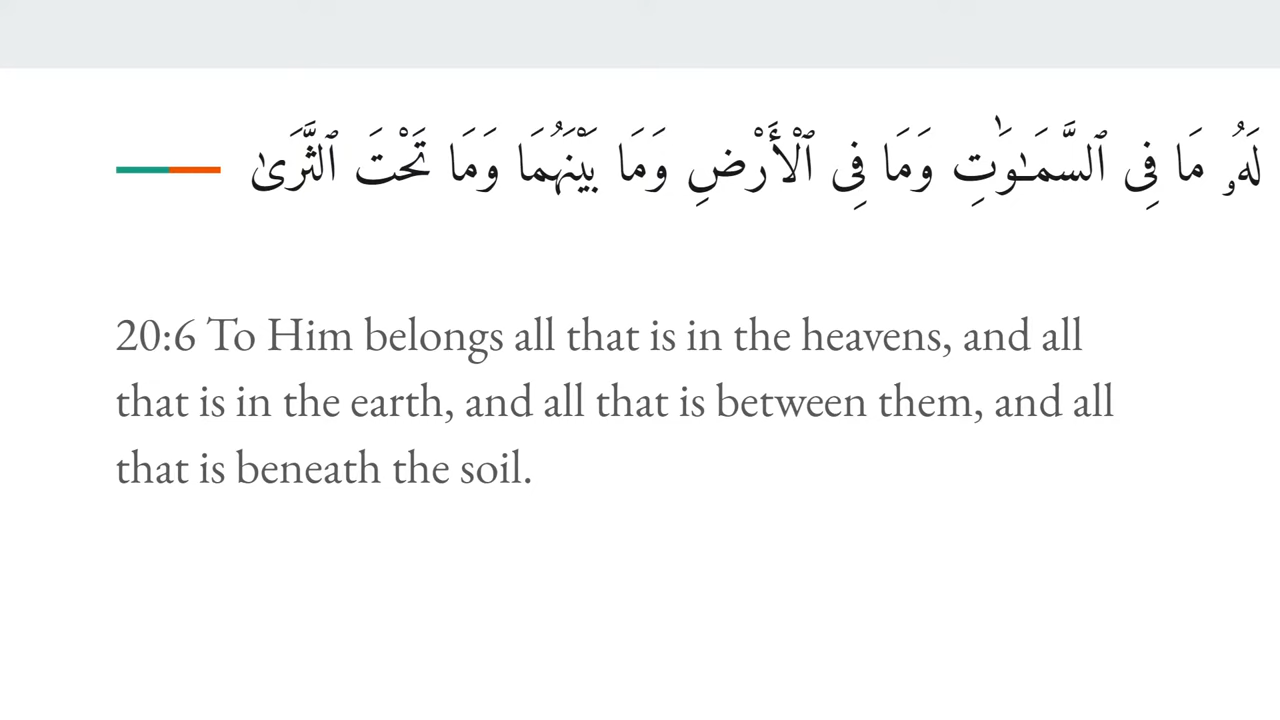 لَهُۥ مَا فِى ٱلسَّمَـٰوَٰتِ وَمَا فِى ٱلْأَرْضِ وَمَا بَيْنَهُمَا وَمَا تَحْتَ ٱلثَّرَىٰ
20:6 To Him belongs all that is in the heavens, and all
that is in the earth, and all that is between them, and all
that is beneath the soil.